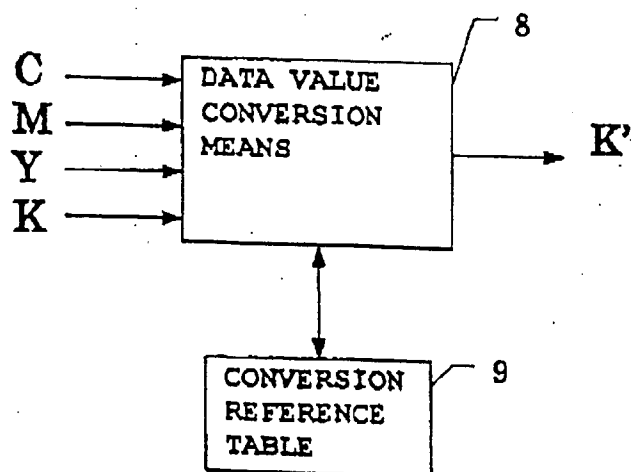 8
C
M
Y
K
DATA VALUE
CONVERSION
MEANS
K'
9
CONVERSION
REFERENCE
TABLE